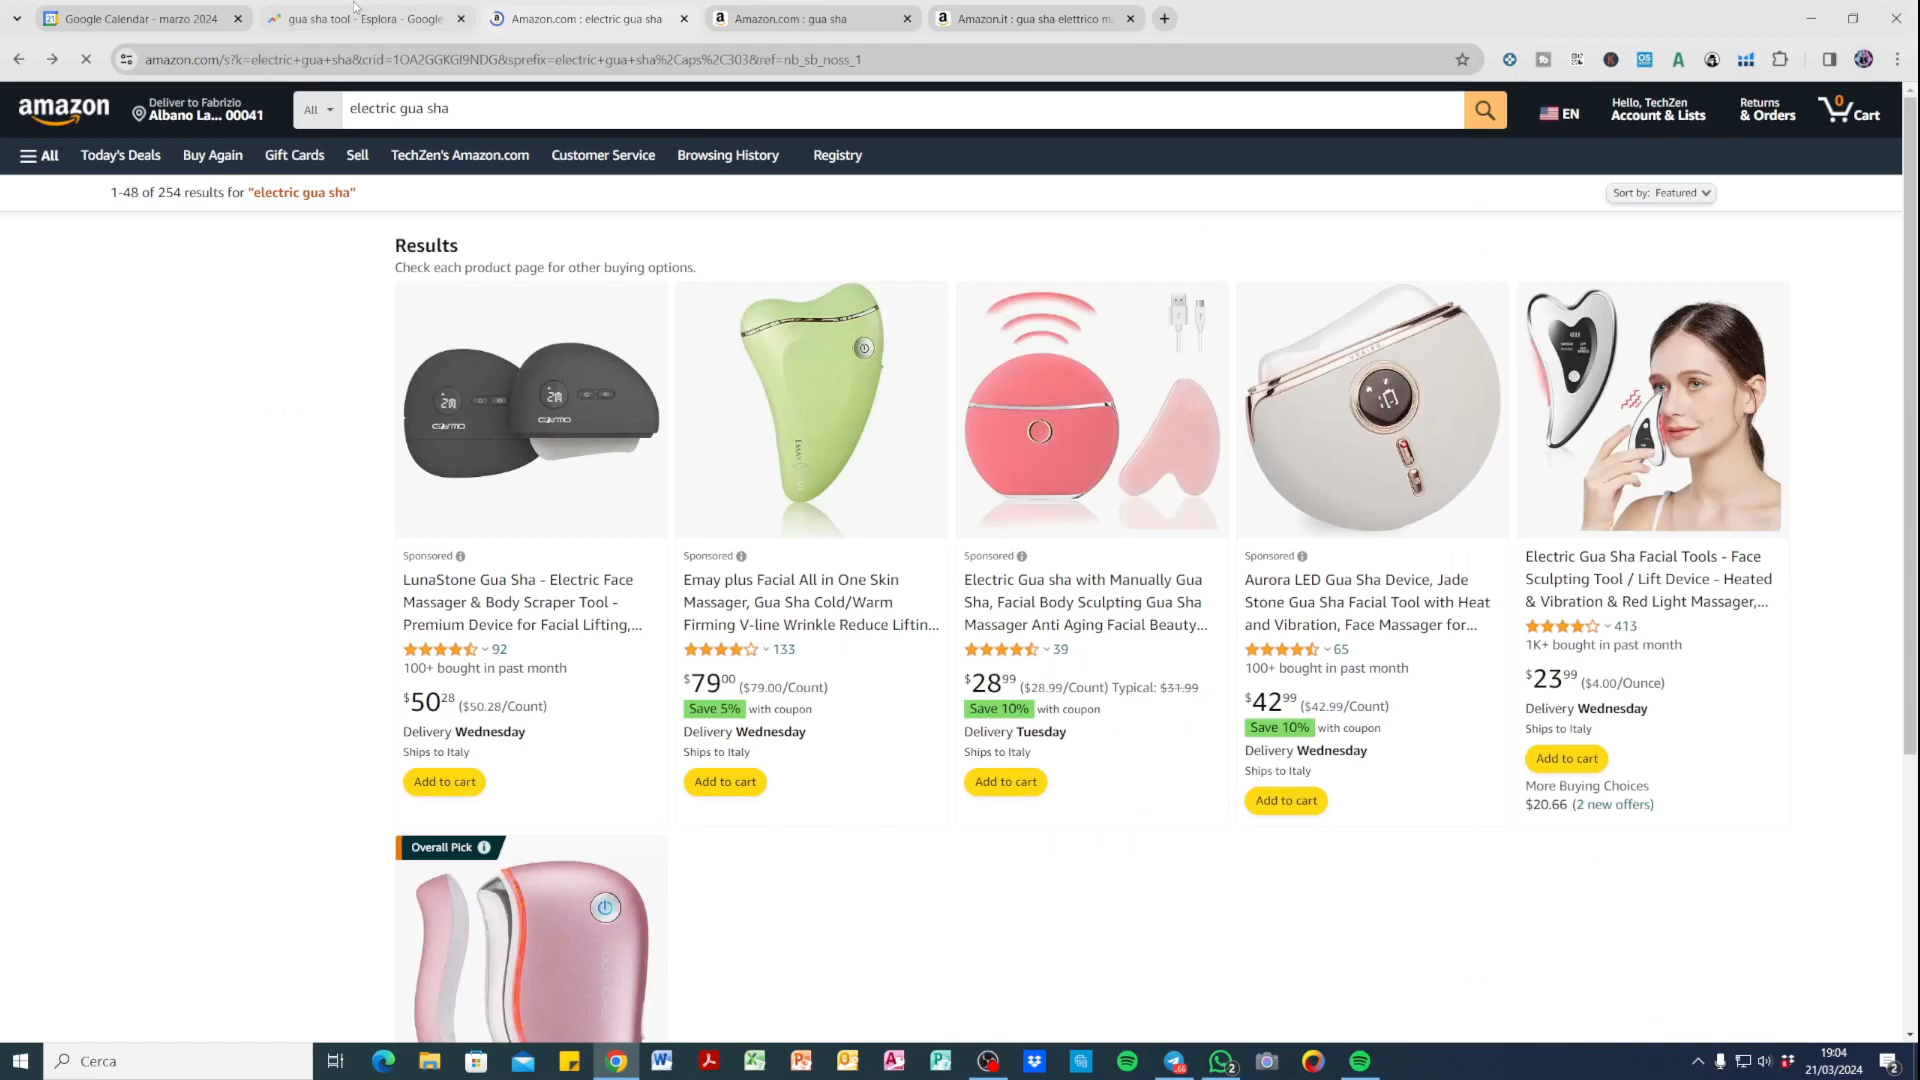 Google Calendar - marzo 2024
gua sha tool - Esplora - Google
Amazon.com : electric gua sha
Amazon.com : gua sha
Amazon.it : gua sha elettrico ma
amazon.com/s?k=electric+gua+sha&crid=1OA2GGKGI9NDG&sprefix=electric+gua+sha%2Caps%2C303&ref=nb_sb_noss_1
amazon
Deliver to Fabrizio
Albano La... 00041
All
electric gua sha
EN
Hello, TechZen
Account & Lists
Returns
& Orders
0
Cart
All
Today's Deals
Buy Again
Gift Cards
Sell
TechZen's Amazon.com
Customer Service
Browsing History
Registry
1-48 of 254 results for "electric gua sha"
Sort by: Featured
Results
Check each product page for other buying options.
Sponsored
LunaStone Gua Sha - Electric Face
Massager & Body Scraper Tool -
Premium Device for Facial Lifting,...
92
100+ bought in past month
$50.28 ($50.28/Count)
Delivery Wednesday
Ships to Italy
Add to cart
Sponsored
Emay plus Facial All in One Skin
Massager, Gua Sha Cold/Warm
Firming V-line Wrinkle Reduce Liftin...
133
$79.00 ($79.00/Count)
Save 5% with coupon
Delivery Wednesday
Ships to Italy
Add to cart
Sponsored
Electric Gua sha with Manually Gua
Sha, Facial Body Sculpting Gua Sha
Massager Anti Aging Facial Beauty...
39
$28.99 ($28.99/Count) Typical: $31.99
Save 10% with coupon
Delivery Tuesday
Ships to Italy
Add to cart
Sponsored
Aurora LED Gua Sha Device, Jade
Stone Gua Sha Facial Tool with Heat
and Vibration, Face Massager for...
65
100+ bought in past month
$42.99 ($42.99/Count)
Save 10% with coupon
Delivery Wednesday
Ships to Italy
Add to cart
Electric Gua Sha Facial Tools - Face
Sculpting Tool / Lift Device - Heated
& Vibration & Red Light Massager,...
413
1K+ bought in past month
$23.99 ($4.00/Ounce)
Delivery Wednesday
Ships to Italy
Add to cart
More Buying Choices
$20.66 (2 new offers)
Overall Pick
Cerca
19:04
21/03/2024
2